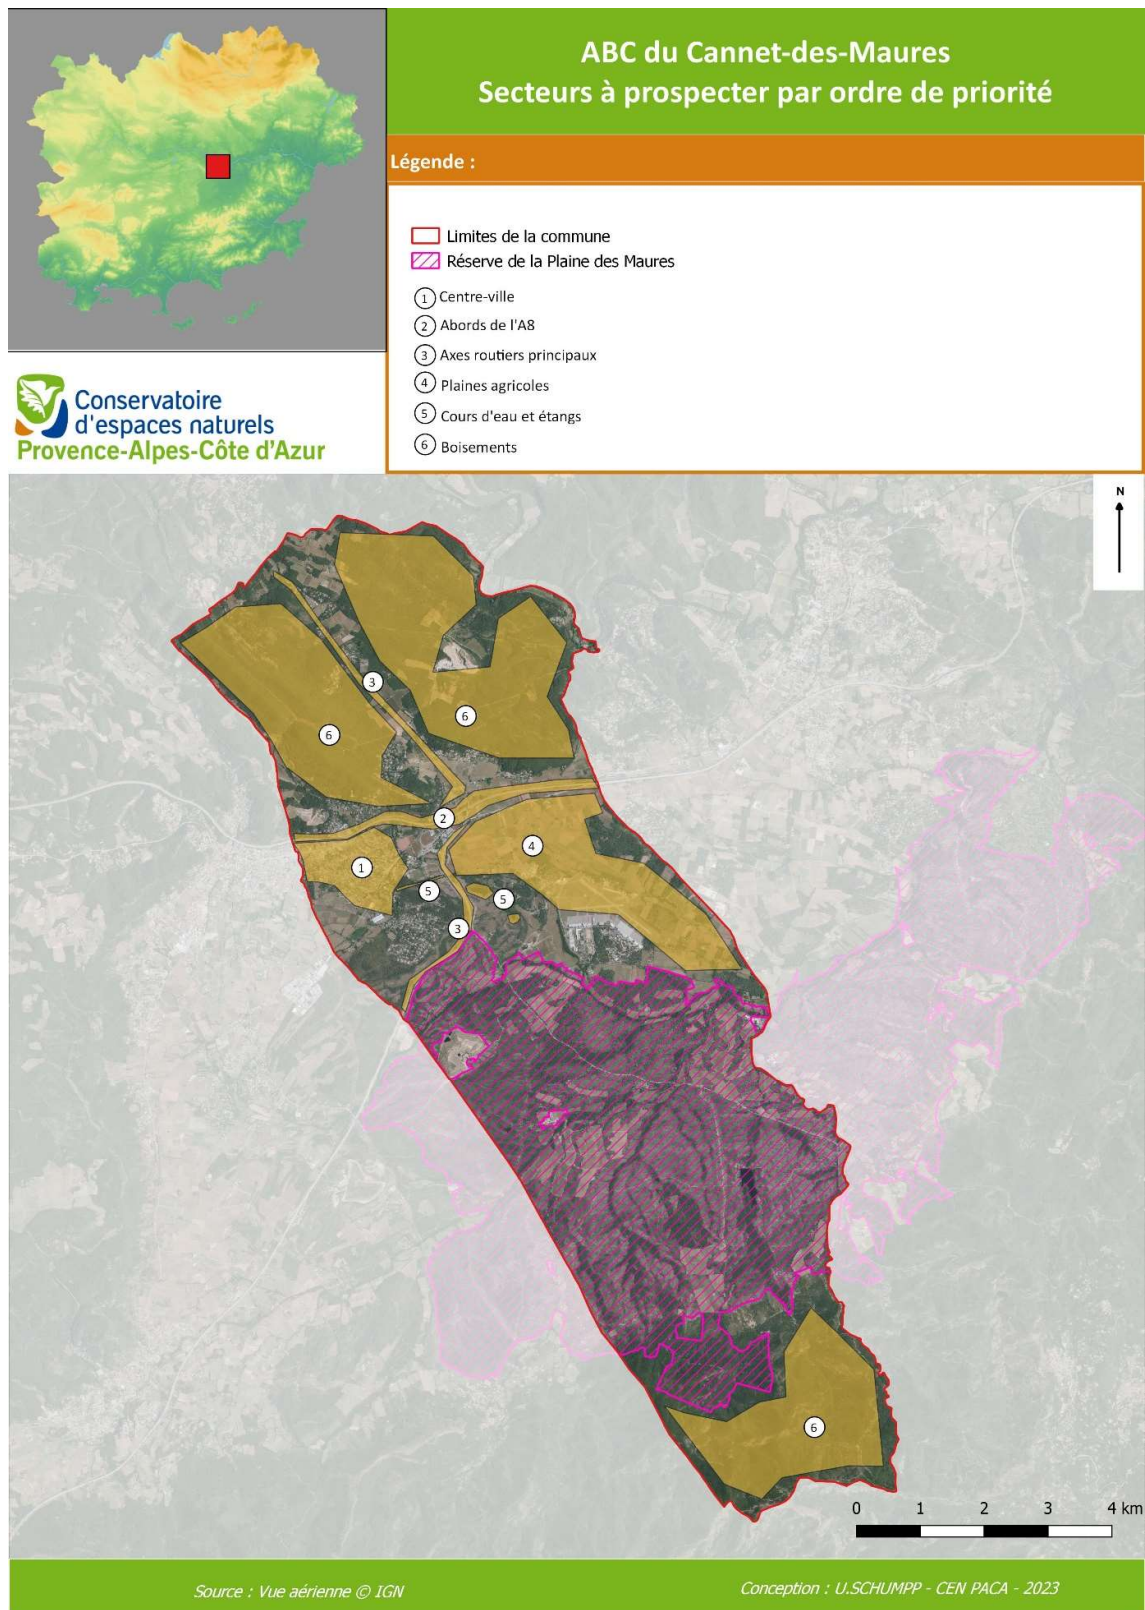 ABC du Cannet-des-Maures
Secteurs à prospecter par ordre de priorité
Légende :
Limites de la commune
Réserve de la Plaine des Maures
1 Centre-ville
2 Abords de l'A8
3 Axes routiers principaux
4 Plaines agricoles
5 Cours d'eau et étangs
6 Boisements
Conservatoire
d'espaces naturels
Provence-Alpes-Côte d'Azur
N
3
6
6
2
4
1
5
5
3
6
0 1 2 3 4 km
Source : Vue aérienne © IGN
Conception : U.SCHUMPP - CEN PACA - 2023